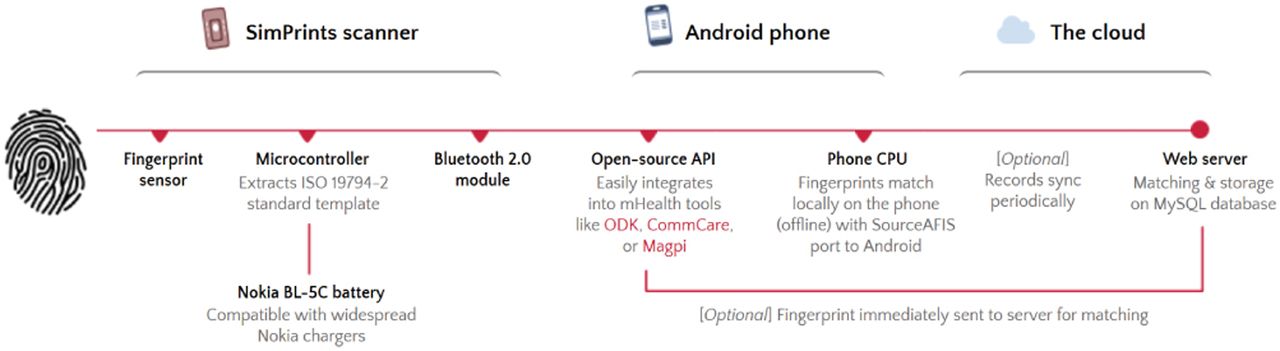 SimPrints scanner
Android phone
The cloud
Fingerprint
sensor
Microcontroller
Extracts ISO 19794-2
standard template
Bluetooth 2.0
module
Open-source API
Easily integrates
into mHealth tools
like ODK, CommCare,
or Magpi
Phone CPU
Fingerprints match
locally on the phone
(offline) with SourceAFIS
port to Android
[Optional]
Records sync
periodically
Web server
Matching & storage
on MySQL database
Nokia BL-5C battery
Compatible with widespread
Nokia chargers
[Optional] Fingerprint immediately sent to server for matching